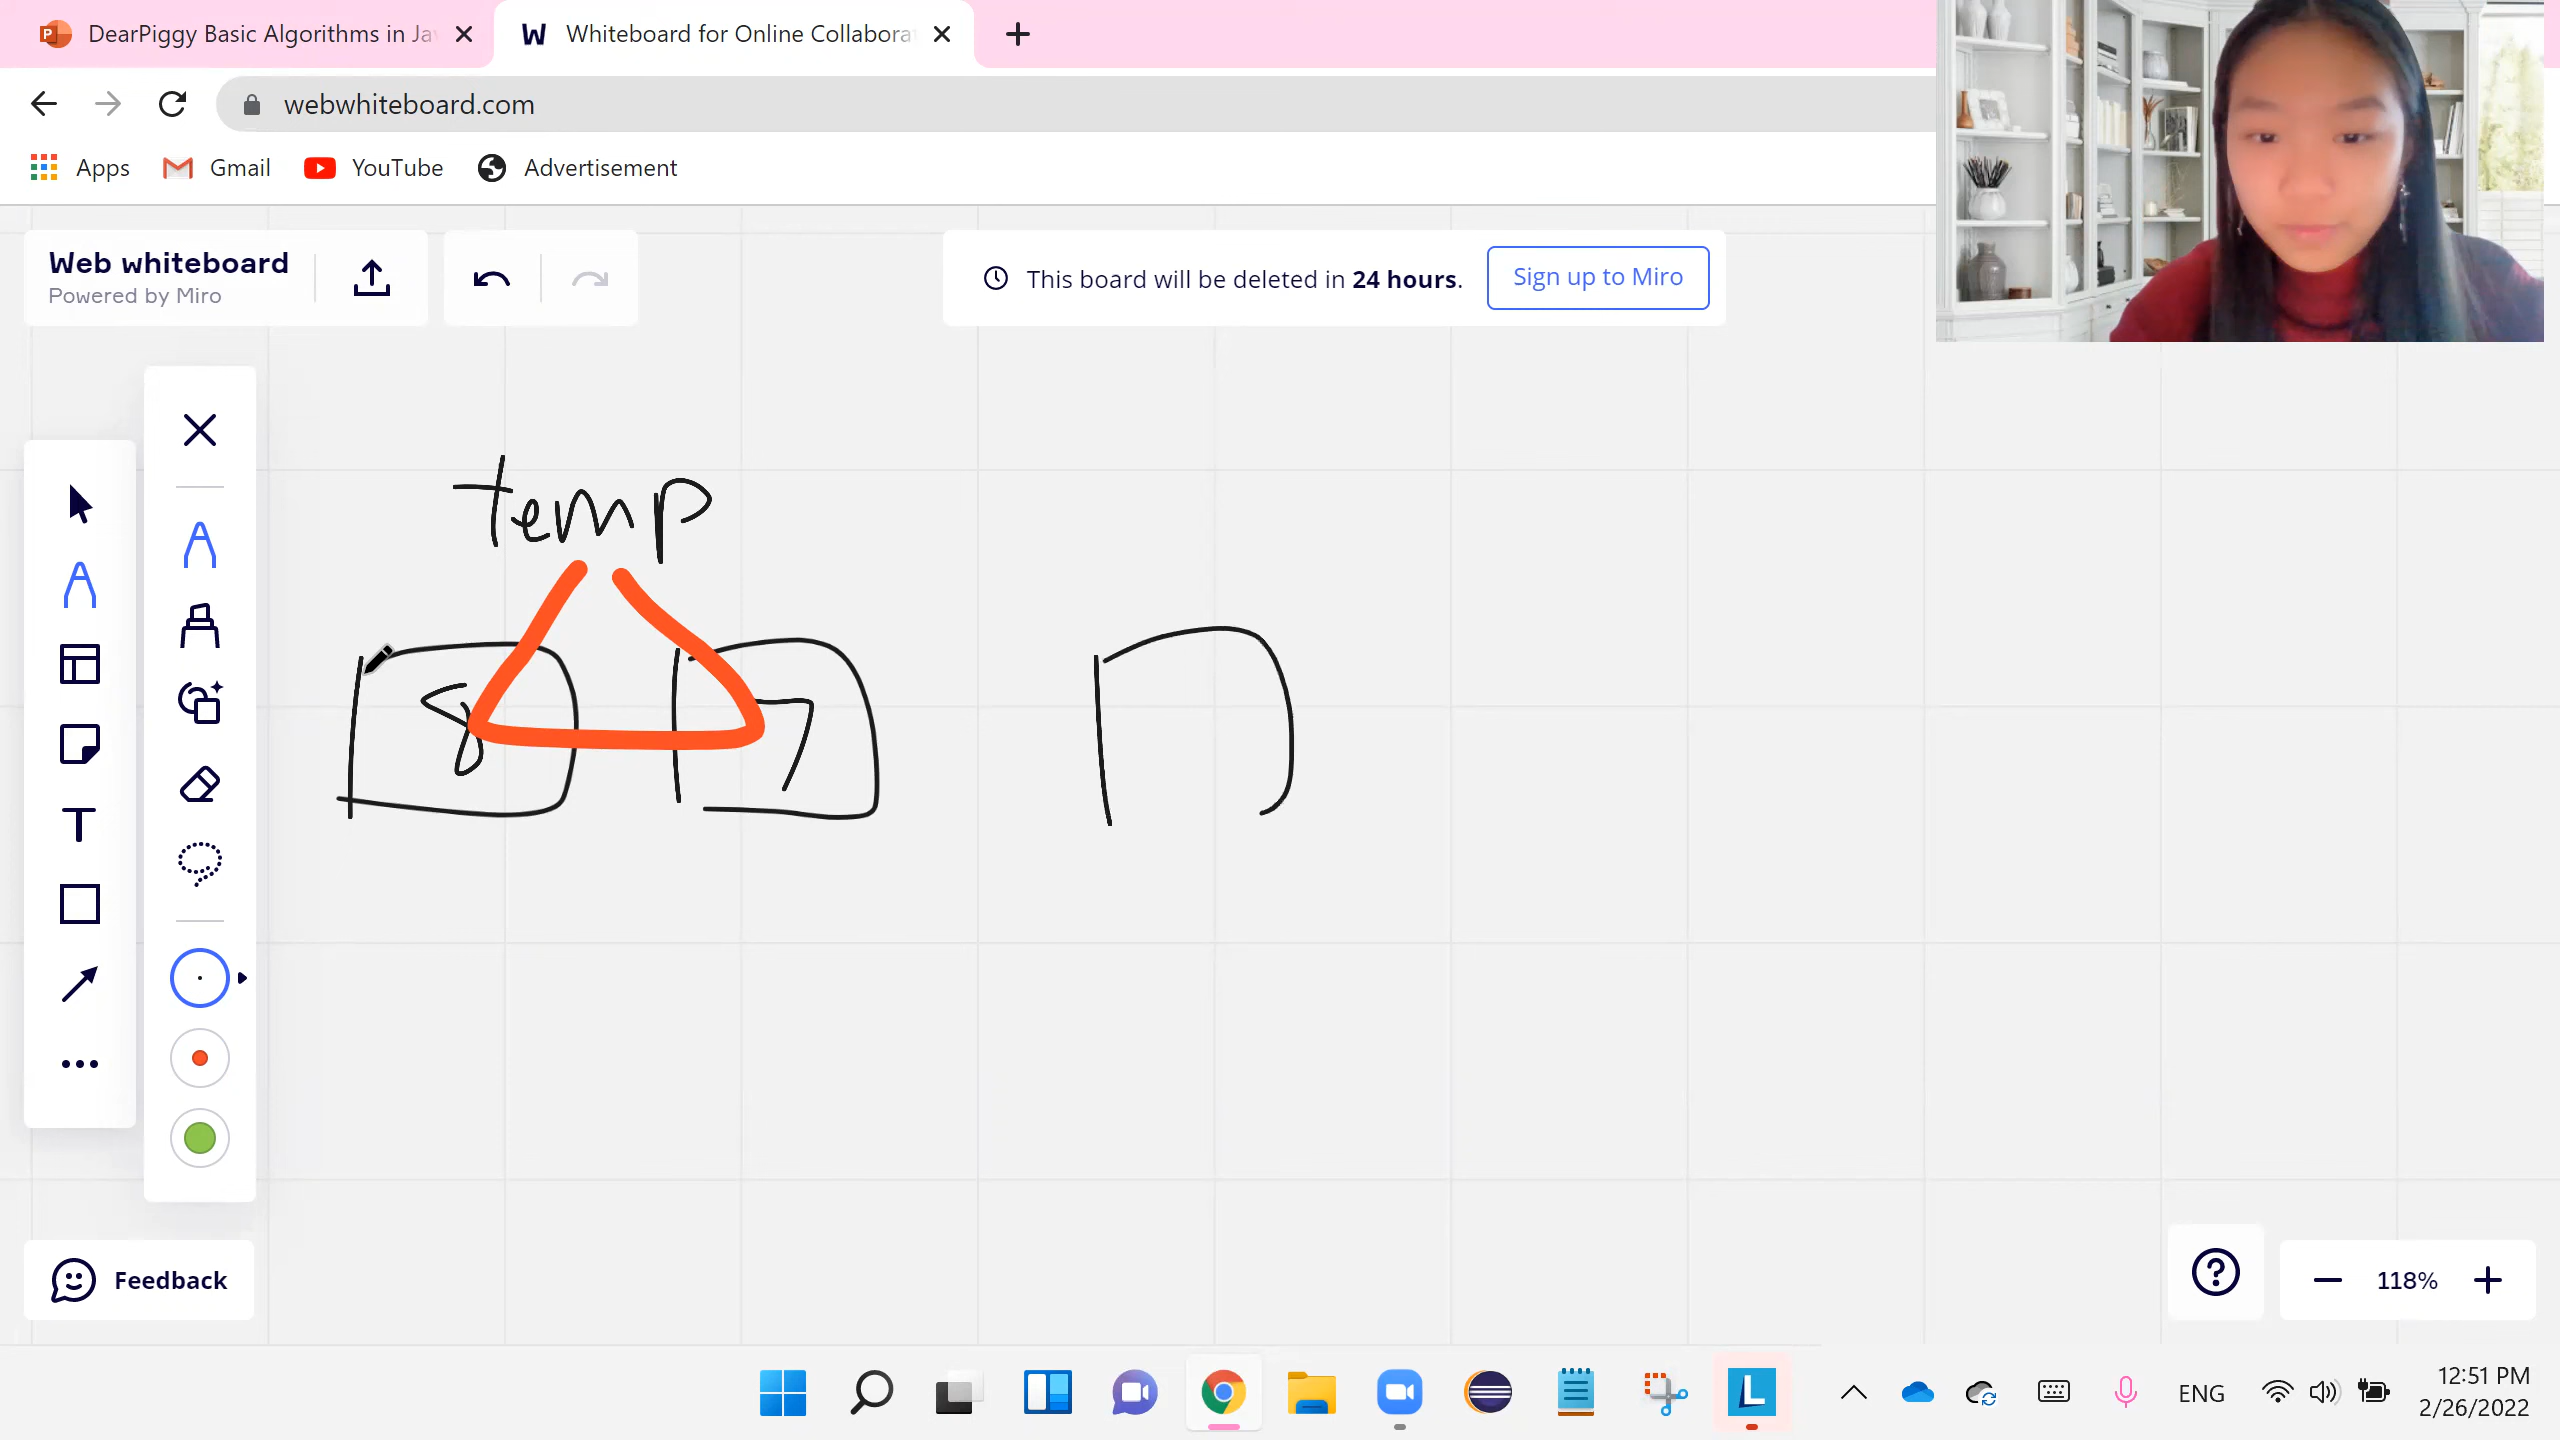 DearPiggy Basic Algorithms in Jav
Whiteboard for Online Collaborat
webwhiteboard.com
Apps
Gmail
YouTube
Advertisement
Web whiteboard
Powered by Miro
This board will be deleted in 24 hours.
Sign up to Miro
temp
8
7
Feedback
118%
ENG
12:51 PM
2/26/2022